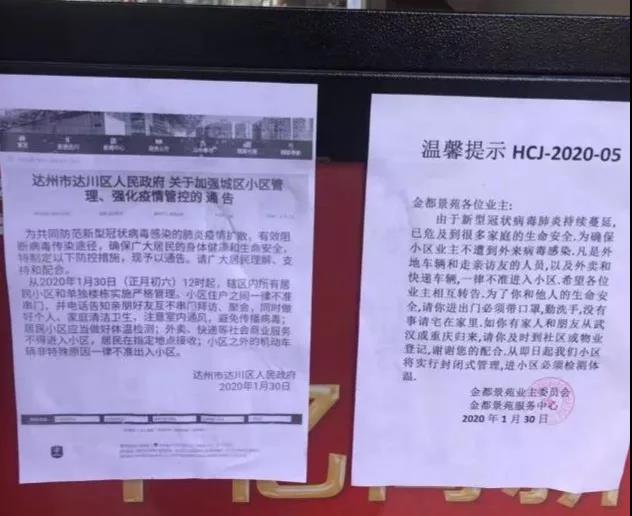 达州市达川区人民政府 关于加强城区小区管
理、强化疫情管控的 通 告
为共同防范新型冠状病毒感染的肺炎疫情扩散，有效阻
断病毒传染途径，确保广大居民的身体健康和生命安全，
特制定以下防控措施，现予以通告。请广大居民理解、支
持和配合。
从2020年1月30日（正月初六）12时起，辖区内所有居
民小区和单独楼栋实施严格管理。小区住户之间一律不准
串门，并电话告知亲朋好友互不串门拜访、聚会，同时做
好个人、家庭清洁卫生，注意室内通风，避免传播病毒；
居民小区应当做好体温检测；外卖、快递等社会商业服务
不得进入小区，居民在指定地点接收；小区之外的机动车
辆非特殊原因一律不准出入小区。
达州市达川区人民政府
2020年1月30日
温馨提示 HCJ-2020-05
金都景苑各位业主：
由于新型冠状病毒肺炎持续蔓延，
已危及到很多家庭的生命安全，为确保
小区业主不遭到外来病毒感染，凡是外
地车辆和走亲访友的人员，以及外卖和
快递车辆，一律不准进入小区，希望各位
业主相互转告。为了你和他人的生命安
全，请你进出门必须带口罩，勤洗手，没有
事请宅在家里，如你有家人和朋友从武
汉或重庆归来，请你及时到社区或物业
登记，谢谢您的配合，从即日起我们小区
将实行封闭式管理，进小区必须检测体
温.
金都景苑业主委员会
金都景苑服务中心
2020 年 1 月 30 日